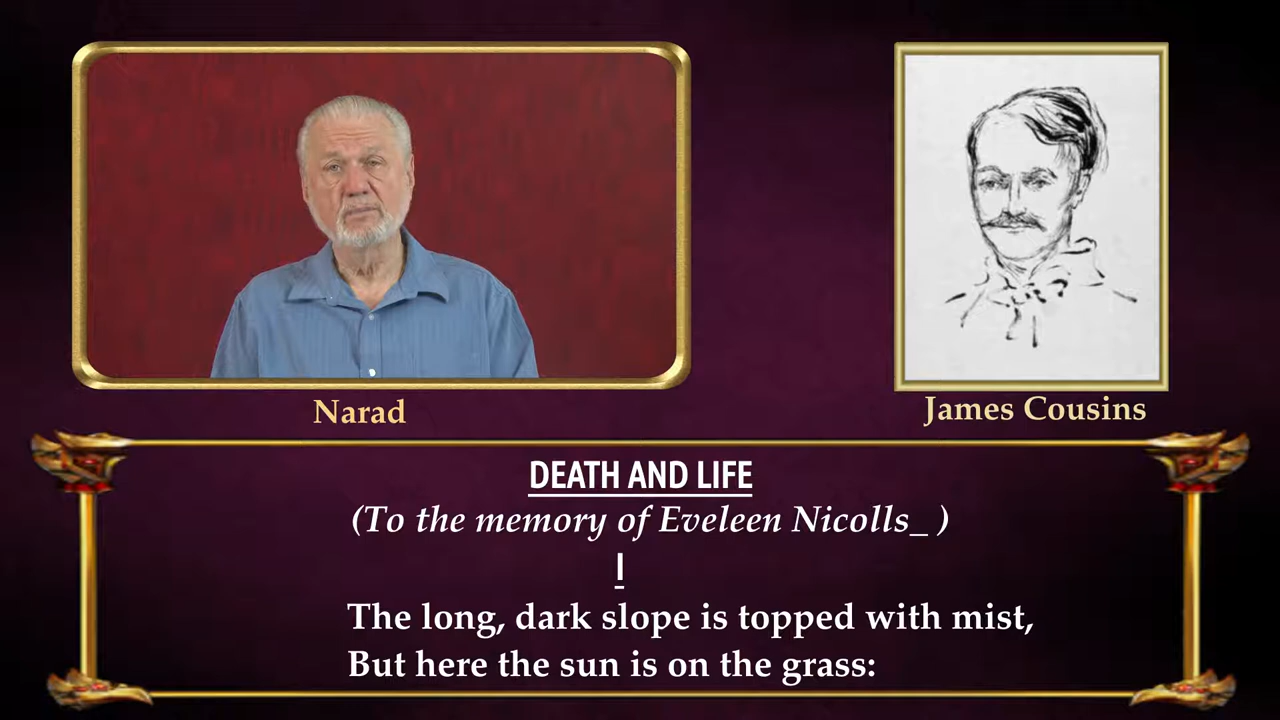 Narad
James Cousins
DEATH AND LIFE
(To the memory of Eveleen Nicolls_ )
I
The long, dark slope is topped with mist,
But here the sun is on the grass: